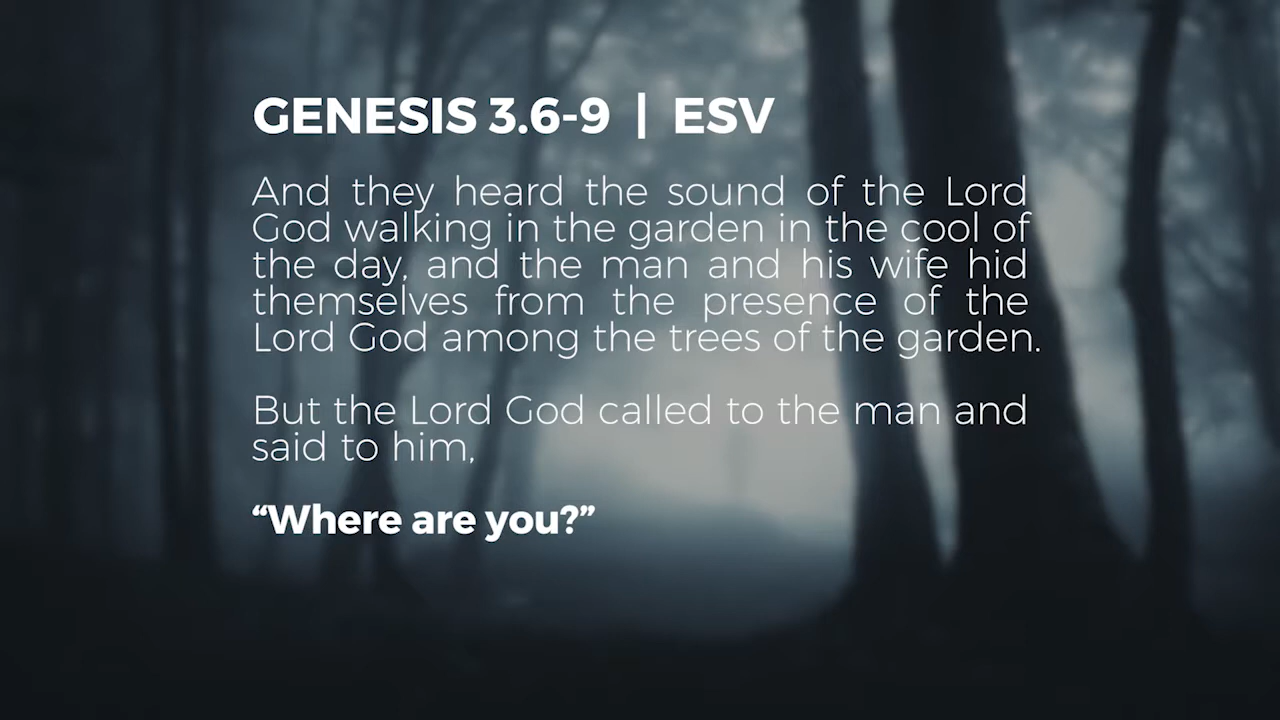 GENESIS 3.6-9 | ESV
And they heard the sound of the Lord
God walking in the garden in the cool of
the day, and the man and his wife hid
themselves from the presence of the
Lord God among the trees of the garden.
But the Lord God called to the man and
said to him,
“Where are you?”